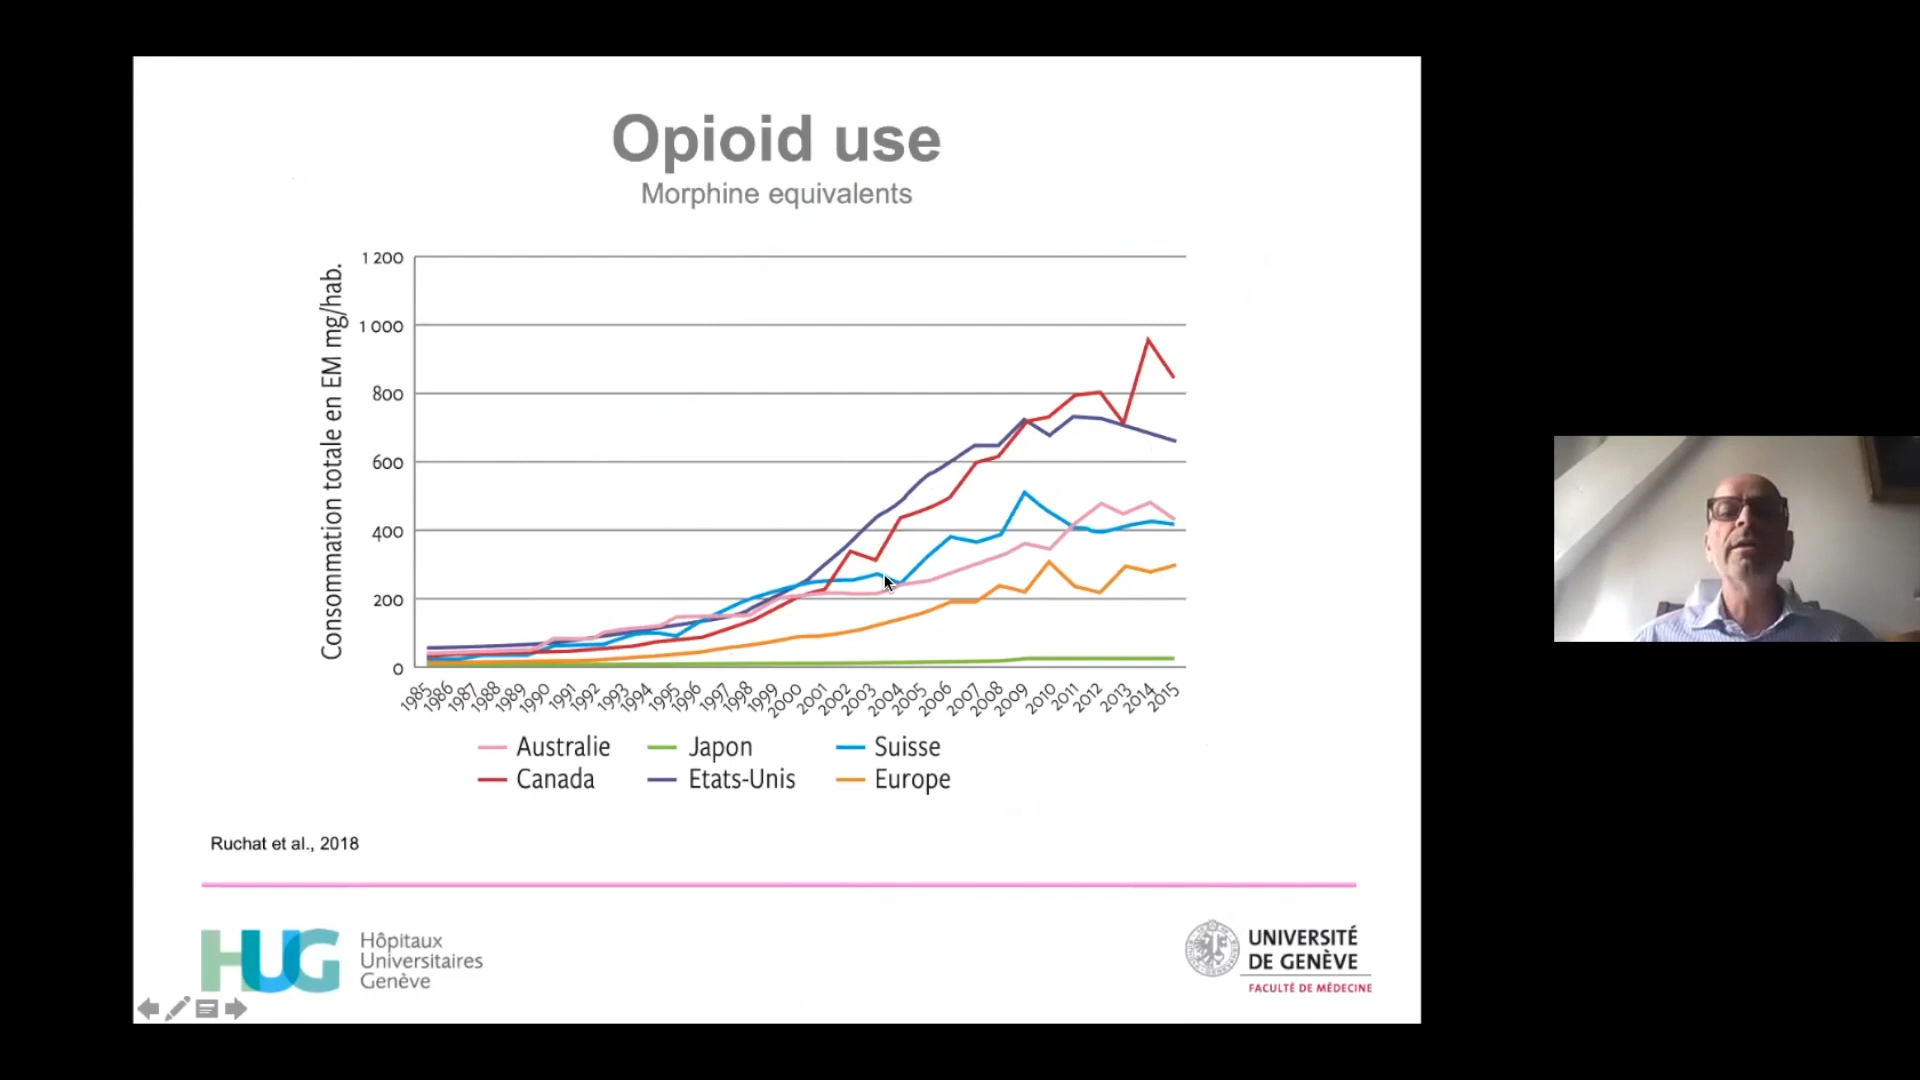 Opioid use
Morphine equivalents
Consommation totale en EM mg/hab.
1 200
1 000
800
600
400
200
0
1985
1986
1987
1988
1989
1990
1991
1992
1993
1994
1995
1996
1997
1998
1999
2000
2001
2002
2003
2004
2005
2006
2007
2008
2009
2010
2011
2012
2013
2014
2015
Australie Japon Suisse
Canada Etats-Unis Europe
Ruchat et al., 2018
HUG
Hôpitaux
Universitaires
Genève
UNIVERSITÉ
DE GENÈVE
FACULTÉ DE MÉDECINE